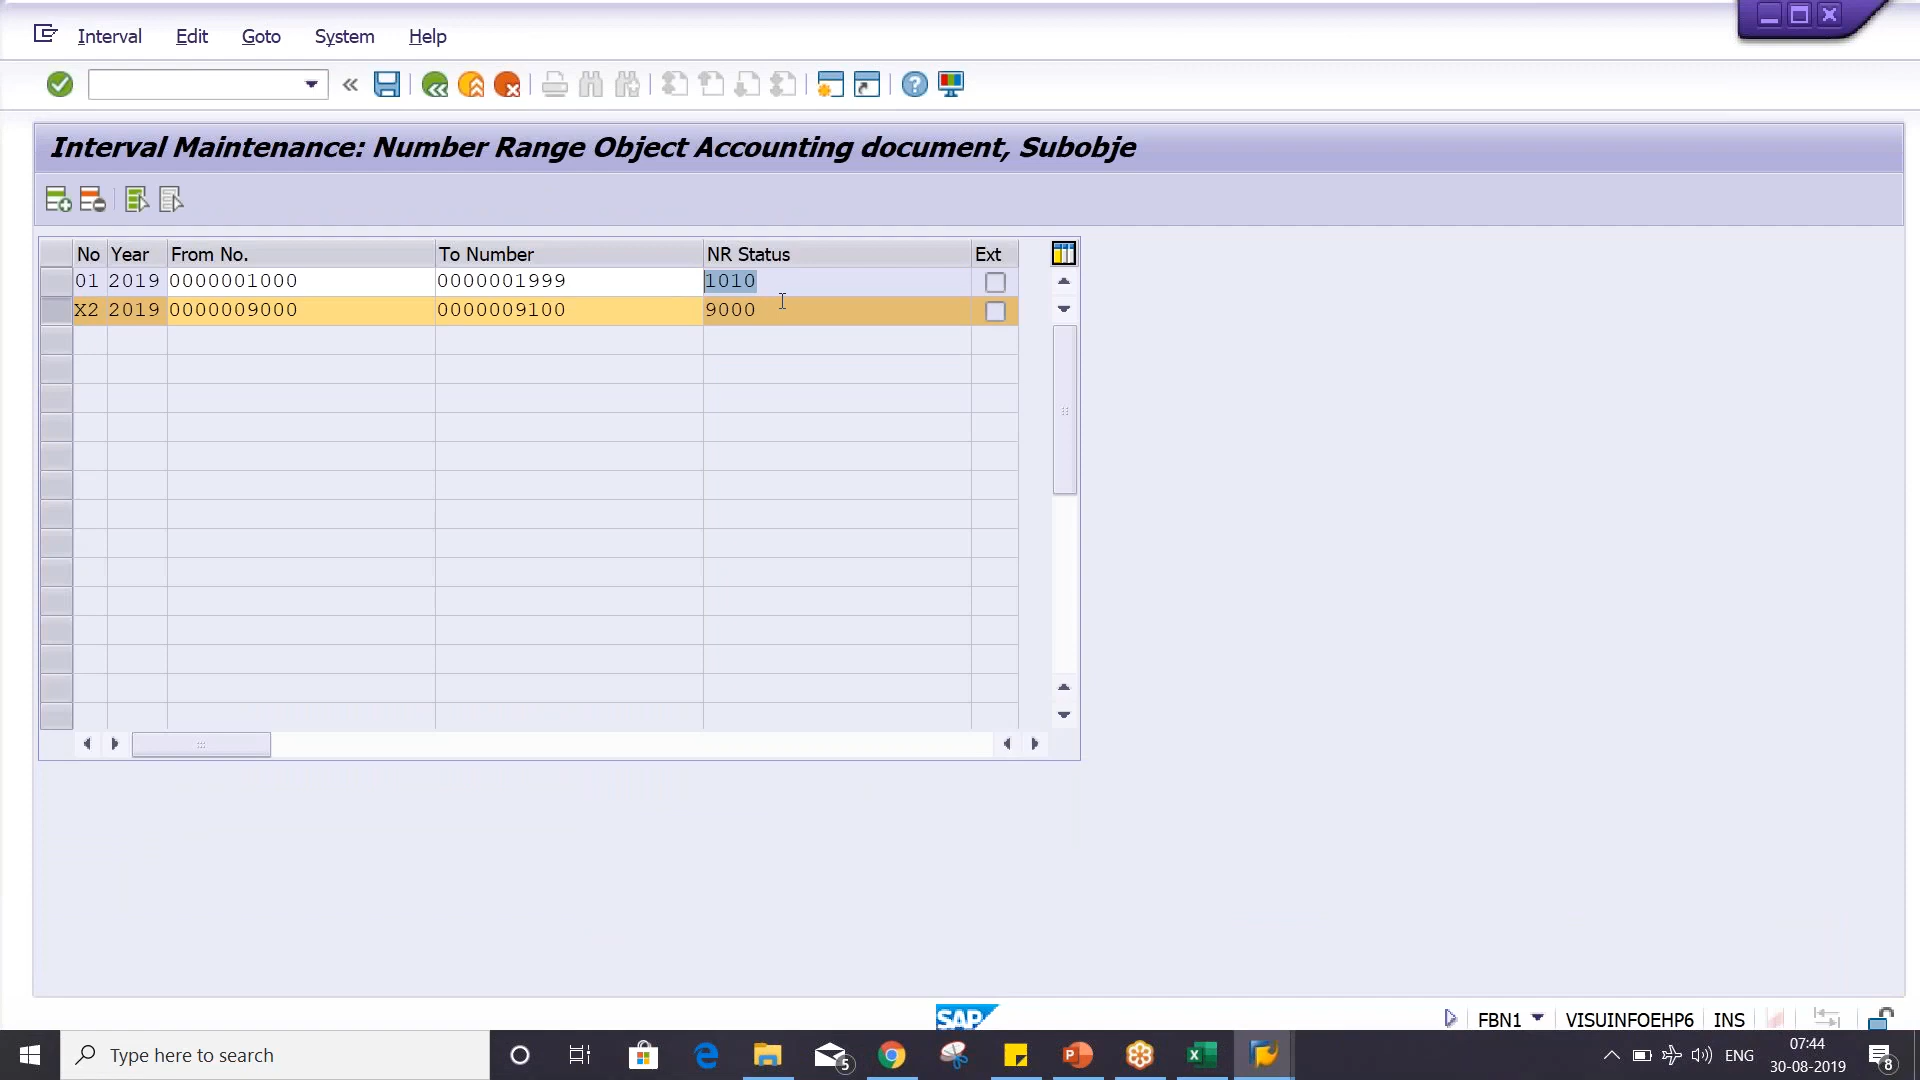 Interval Edit Goto System Help
Interval Maintenance: Number Range Object Accounting document, Subobje
No Year From No. To Number NR Status Ext
01 2019 0000001000 0000001999 1010
X2 2019 0000009000 0000009100 9000
SAP
FBN1 VISUINFOEHP6 INS
Type here to search
5
ENG
07:44
30-08-2019
8